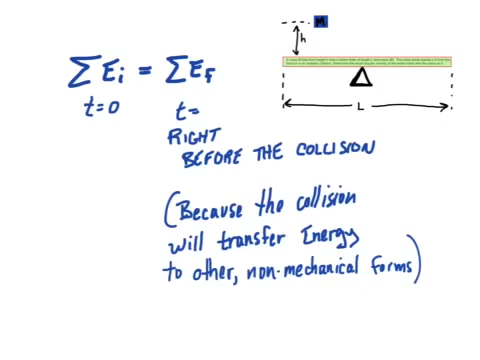 M
h
L
∑ Ei = ∑ Ef
t=0 t=
RIGHT
BEFORE THE COLLISION
(Because the collision
will transfer Energy
to other, non-mechanical forms)